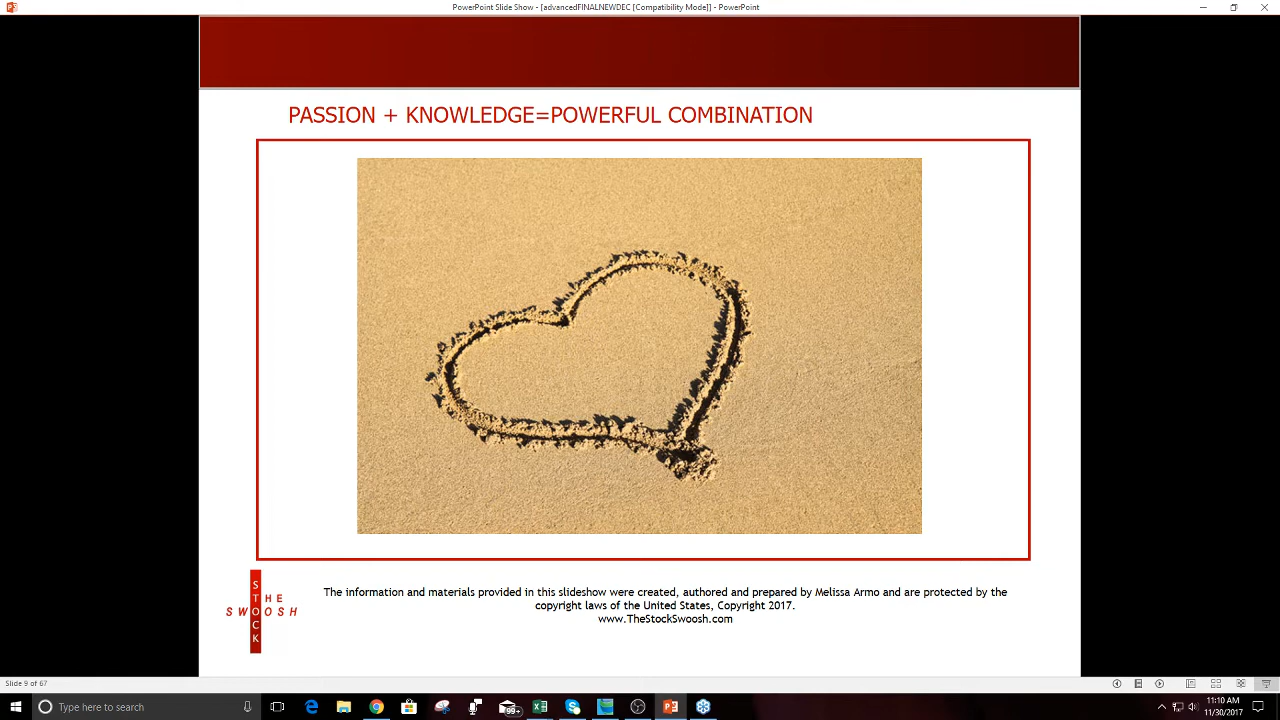 PowerPoint Slide Show - [advancedFINALNEWDEC [Compatibility Mode]] - PowerPoint
PASSION + KNOWLEDGE=POWERFUL COMBINATION
THE
STOCK
SWOOSH
The information and materials provided in this slideshow were created, authored and prepared by Melissa Armo and are protected by the
copyright laws of the United States, Copyright 2017.
www.TheStockSwoosh.com
Slide 9 of 67
Type here to search
99+
11:10 AM
11/30/2017